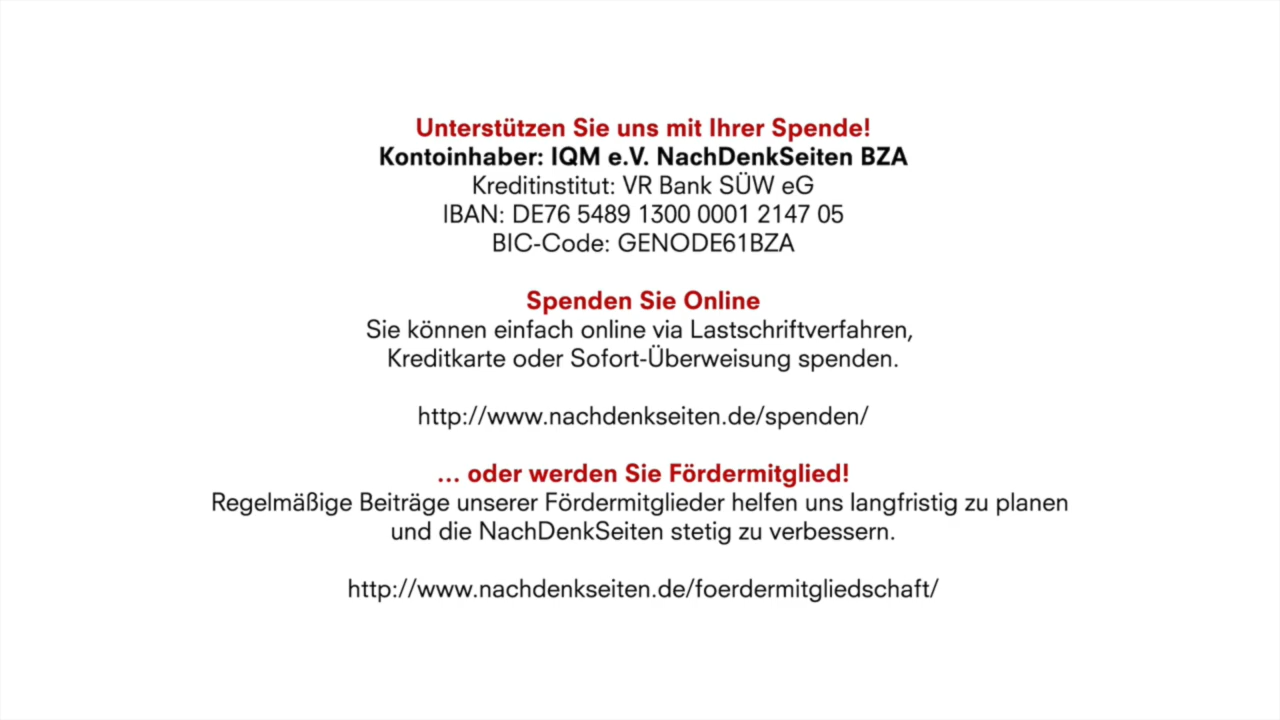 Unterstützen Sie uns mit Ihrer Spende!
Kontoinhaber: IQM e.V. NachDenkSeiten BZA
Kreditinstitut: VR Bank SÜW eG
IBAN: DE76 5489 1300 0001 2147 05
BIC-Code: GENODE61BZA
Spenden Sie Online
Sie können einfach online via Lastschriftverfahren,
Kreditkarte oder Sofort-Überweisung spenden.
http://www.nachdenkseiten.de/spenden/
... oder werden Sie Fördermitglied!
Regelmäßige Beiträge unserer Fördermitglieder helfen uns langfristig zu planen
und die NachDenkSeiten stetig zu verbessern.
http://www.nachdenkseiten.de/foerdermitgliedschaft/